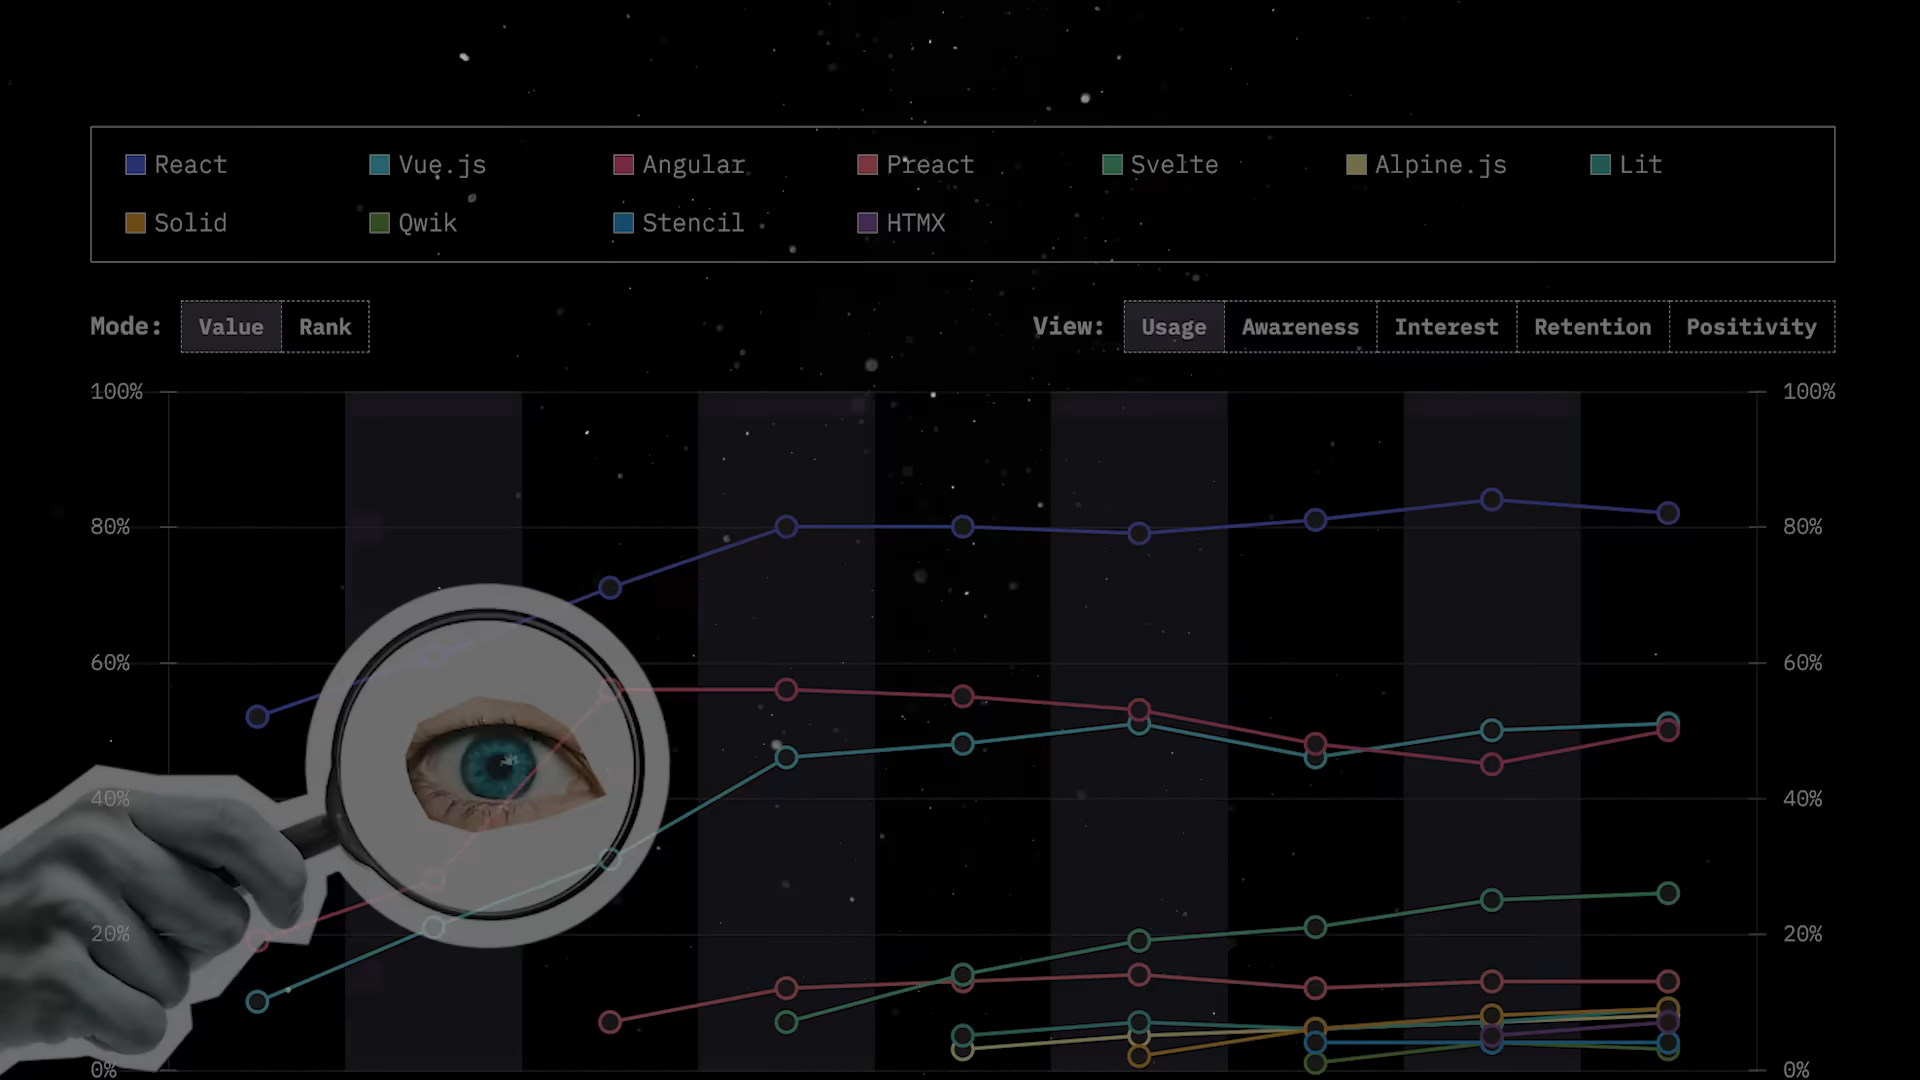 React Vue.js Angular Preact Svelte Alpine.js Lit
Solid Qwik Stencil HTMX
Mode: Value Rank View: Usage Awareness Interest Retention Positivity
100% 100%
80% 80%
60% 60%
40% 40%
20% 20%
0% 0%